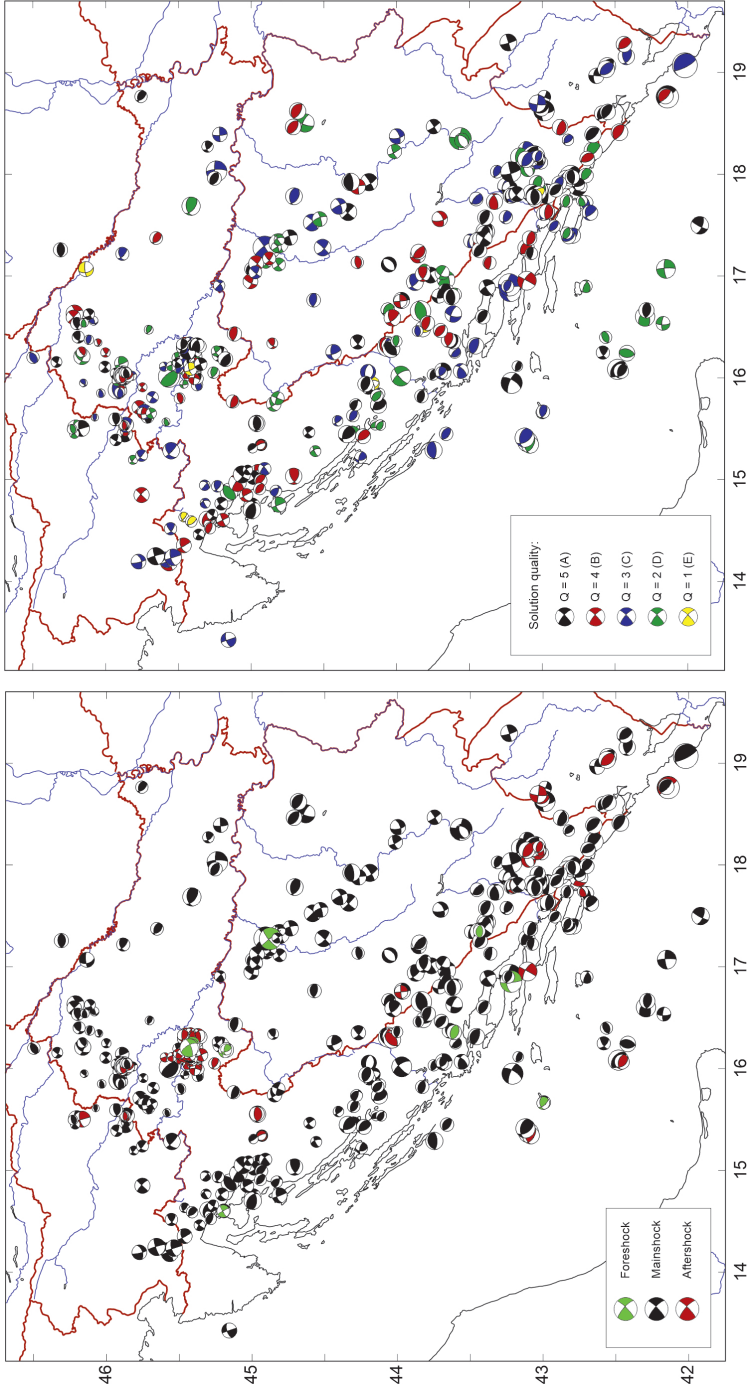 19
18
17
16
15
14
Solution quality:
Q = 5 (A)
Q = 4 (B)
Q = 3 (C)
Q = 2 (D)
Q = 1 (E)
19
18
17
16
15
14
Foreshock
Mainshock
Aftershock
46
45
44
43
42